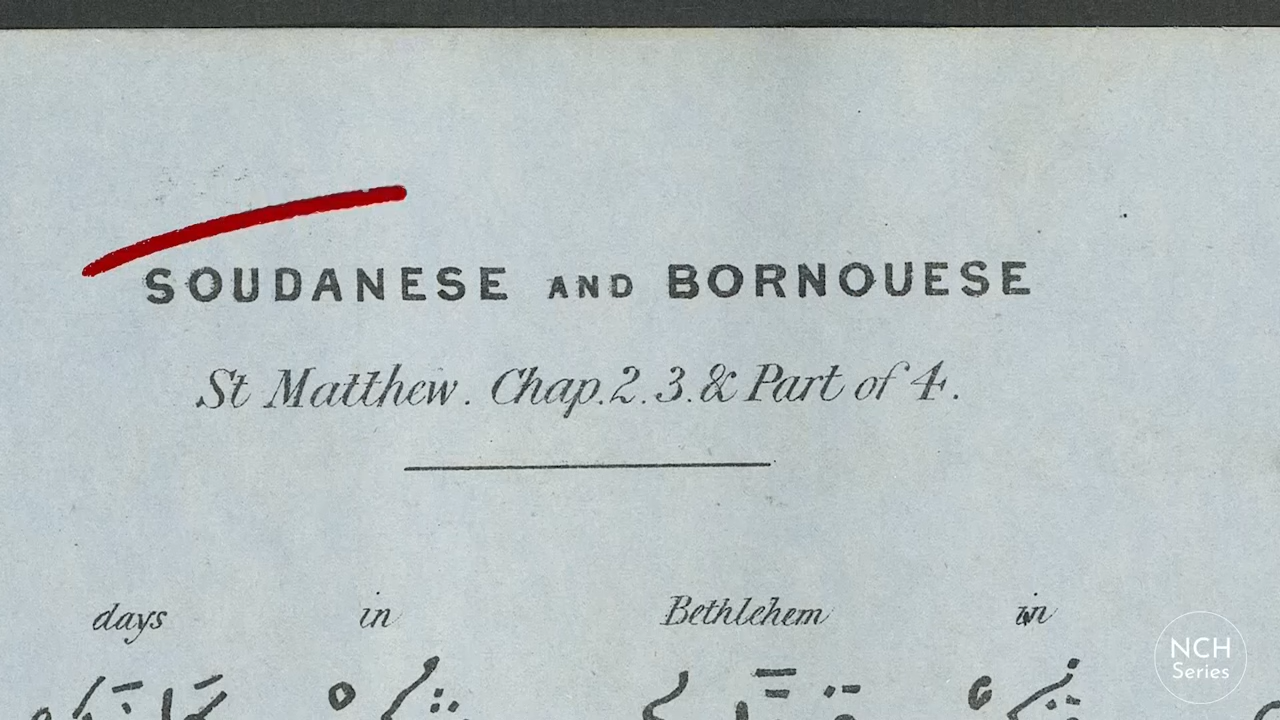 SOUDANESE AND BORNOUESE
St Matthew. Chap. 2. 3. & Part of 4.
days in Bethlehem in
NCH
Series